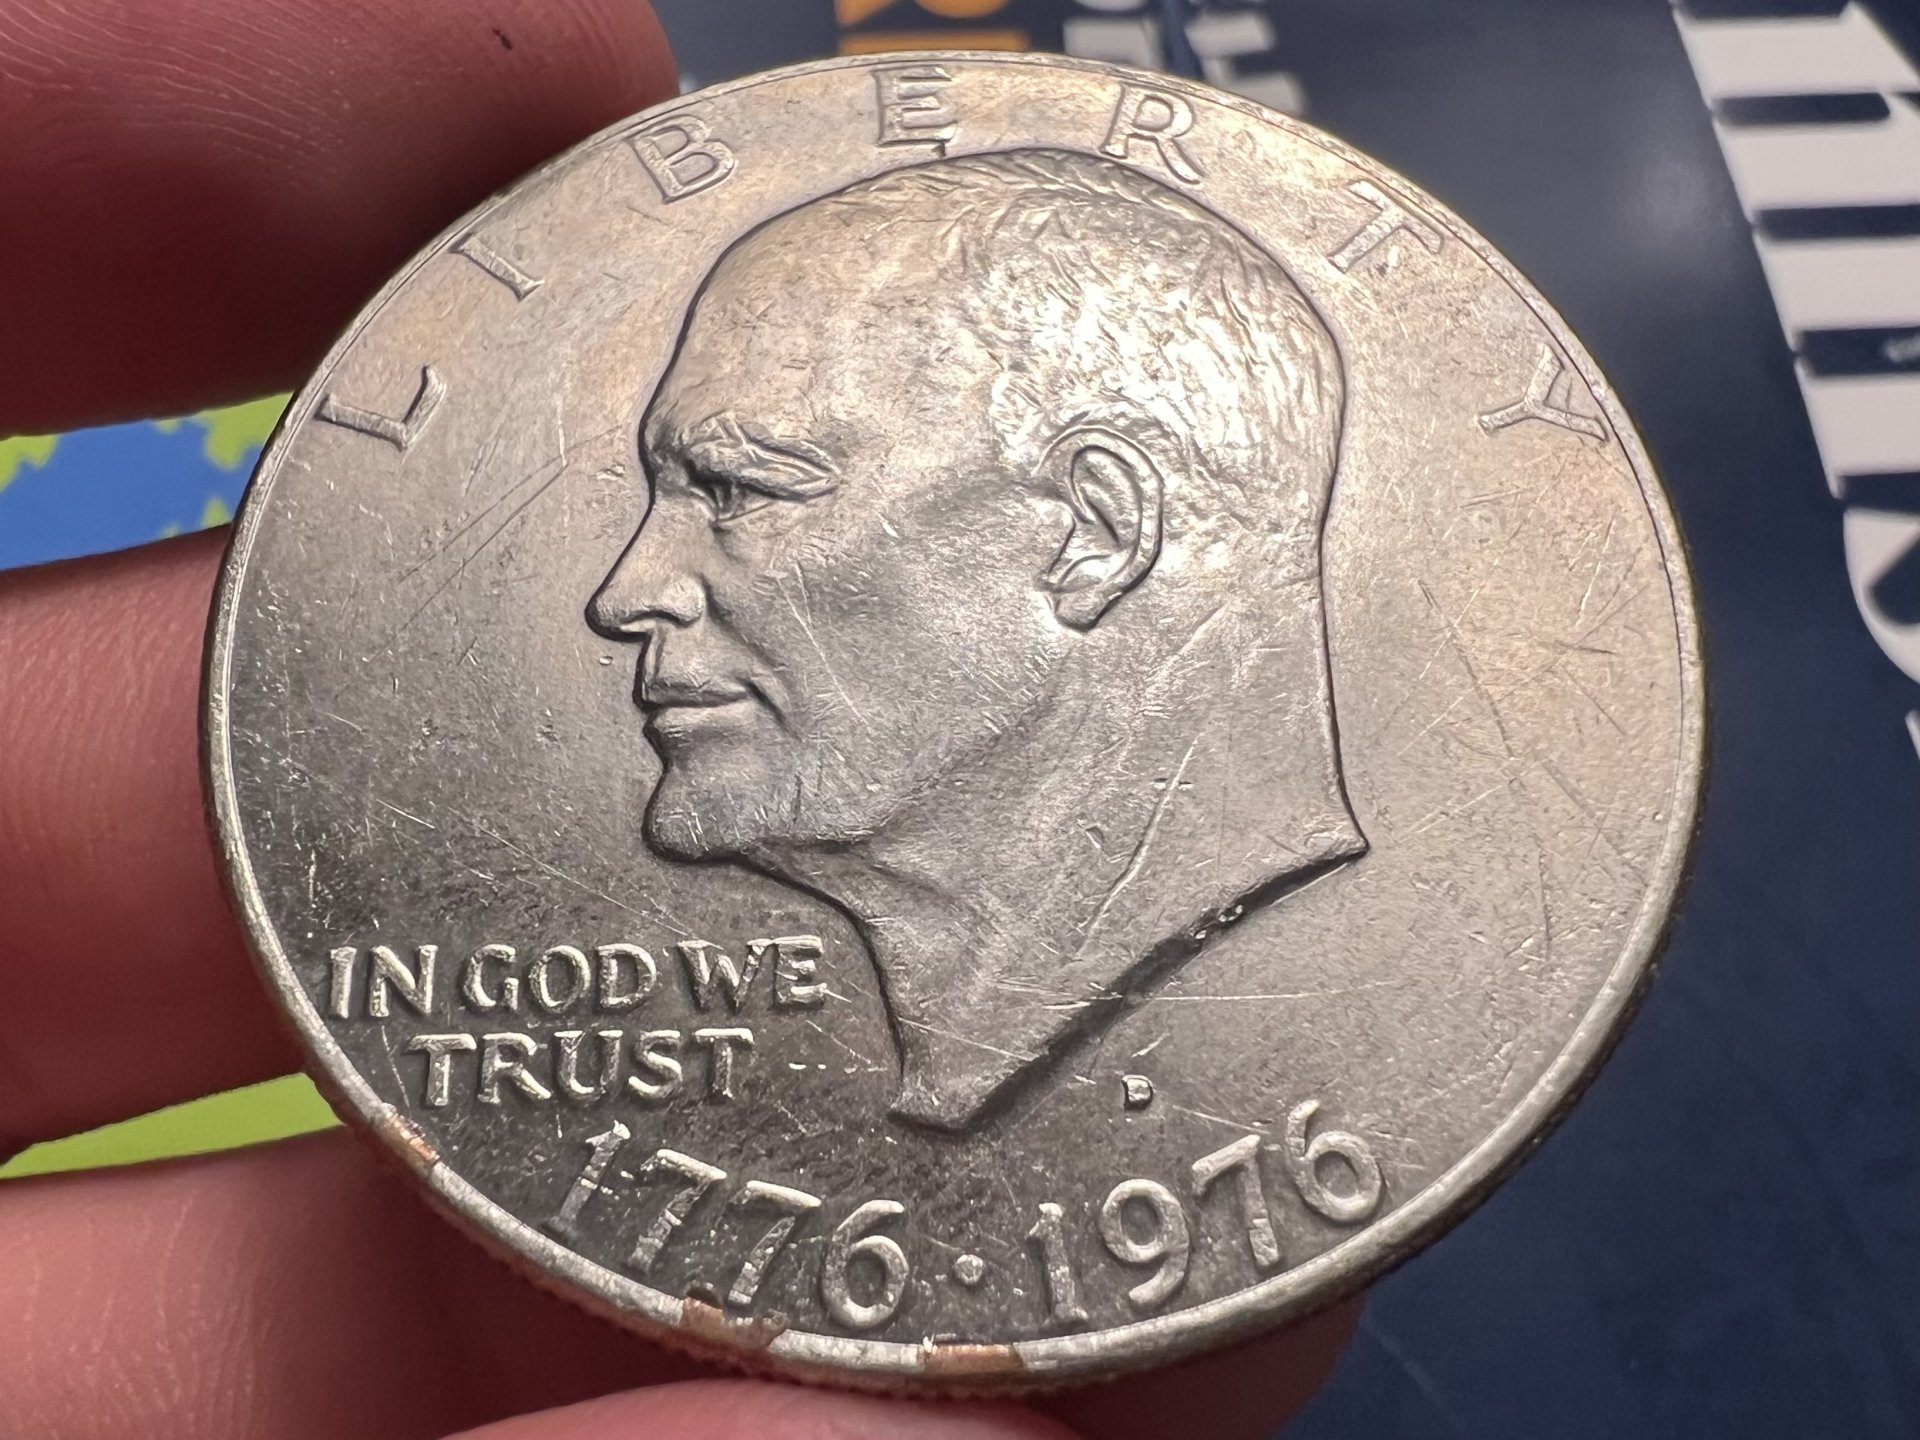 LIBERTY
IN GOD WE
TRUST
D
1776 · 1976